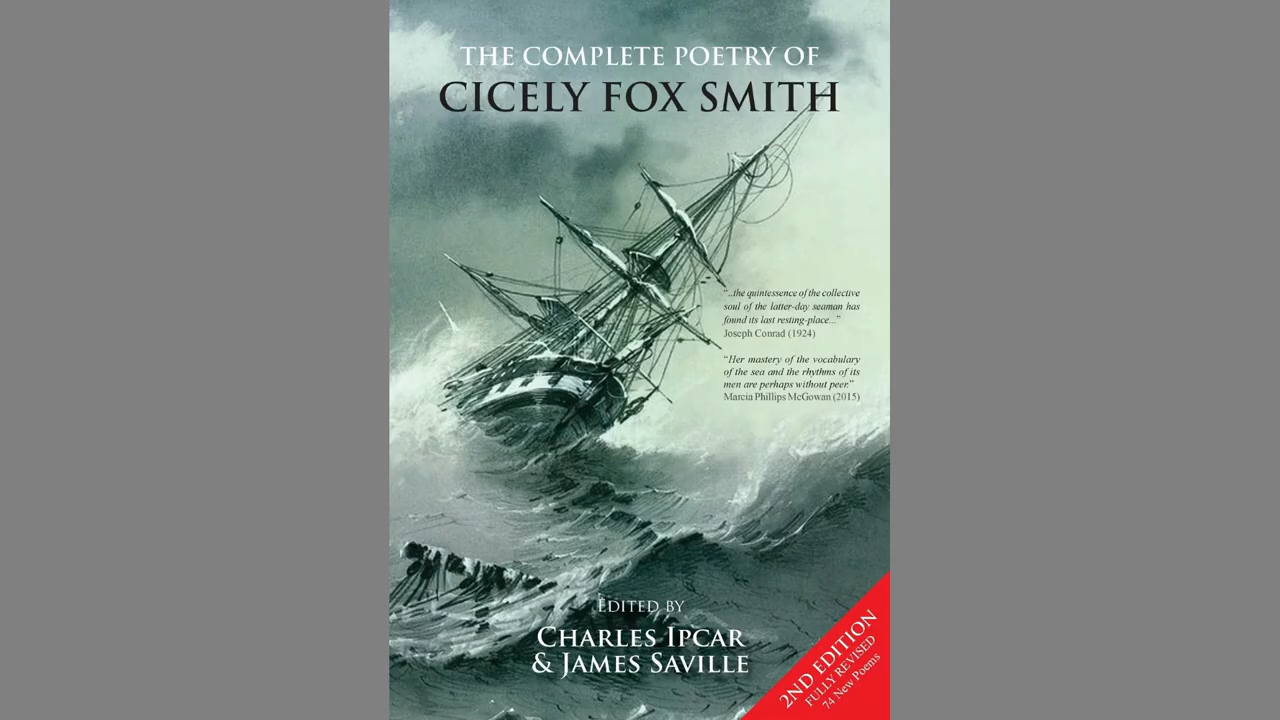 THE COMPLETE POETRY OF
CICELY FOX SMITH
“...the quintessence of the collective
soul of the latter-day seaman has
found its last resting-place...”
Joseph Conrad (1924)
“Her mastery of the vocabulary
of the sea and the rhythms of its
men are perhaps without peer.”
Marcia Phillips McGowan (2015)
EDITED BY
CHARLES IPCAR
& JAMES SAVILLE
2ND EDITION
FULLY REVISED
74 New Poems